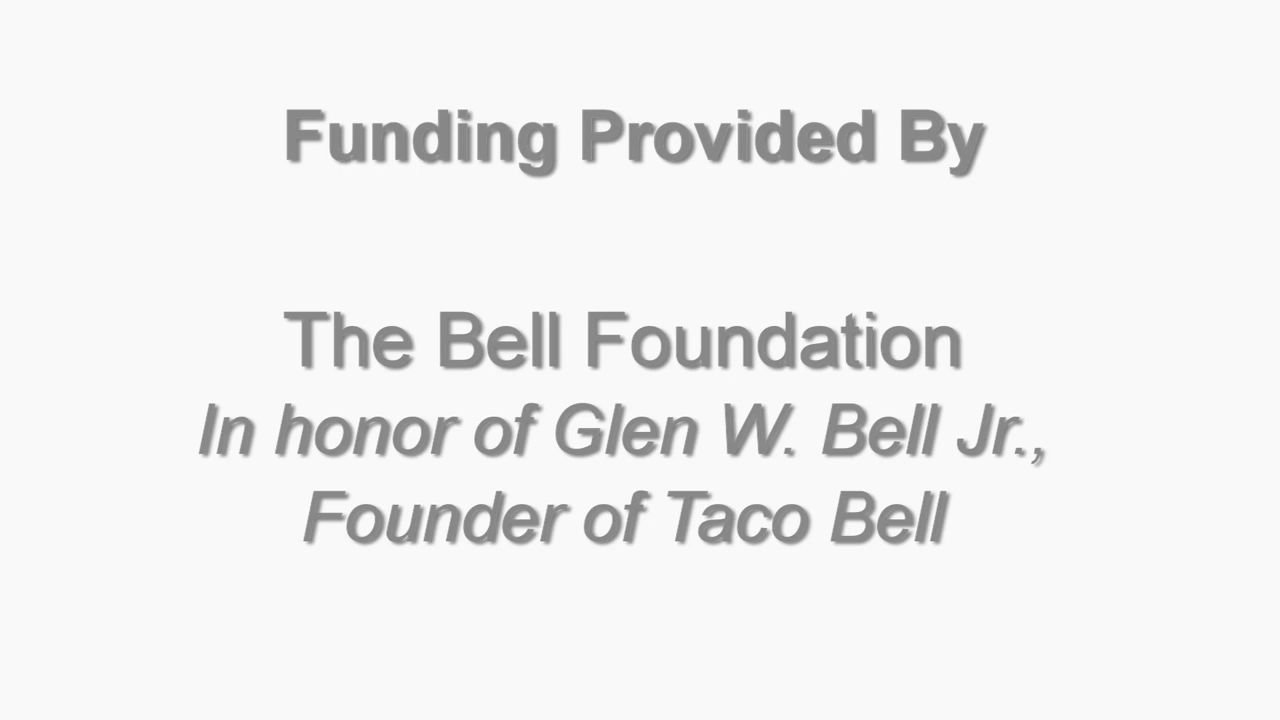 Funding Provided By
The Bell Foundation
In honor of Glen W. Bell Jr.,
Founder of Taco Bell